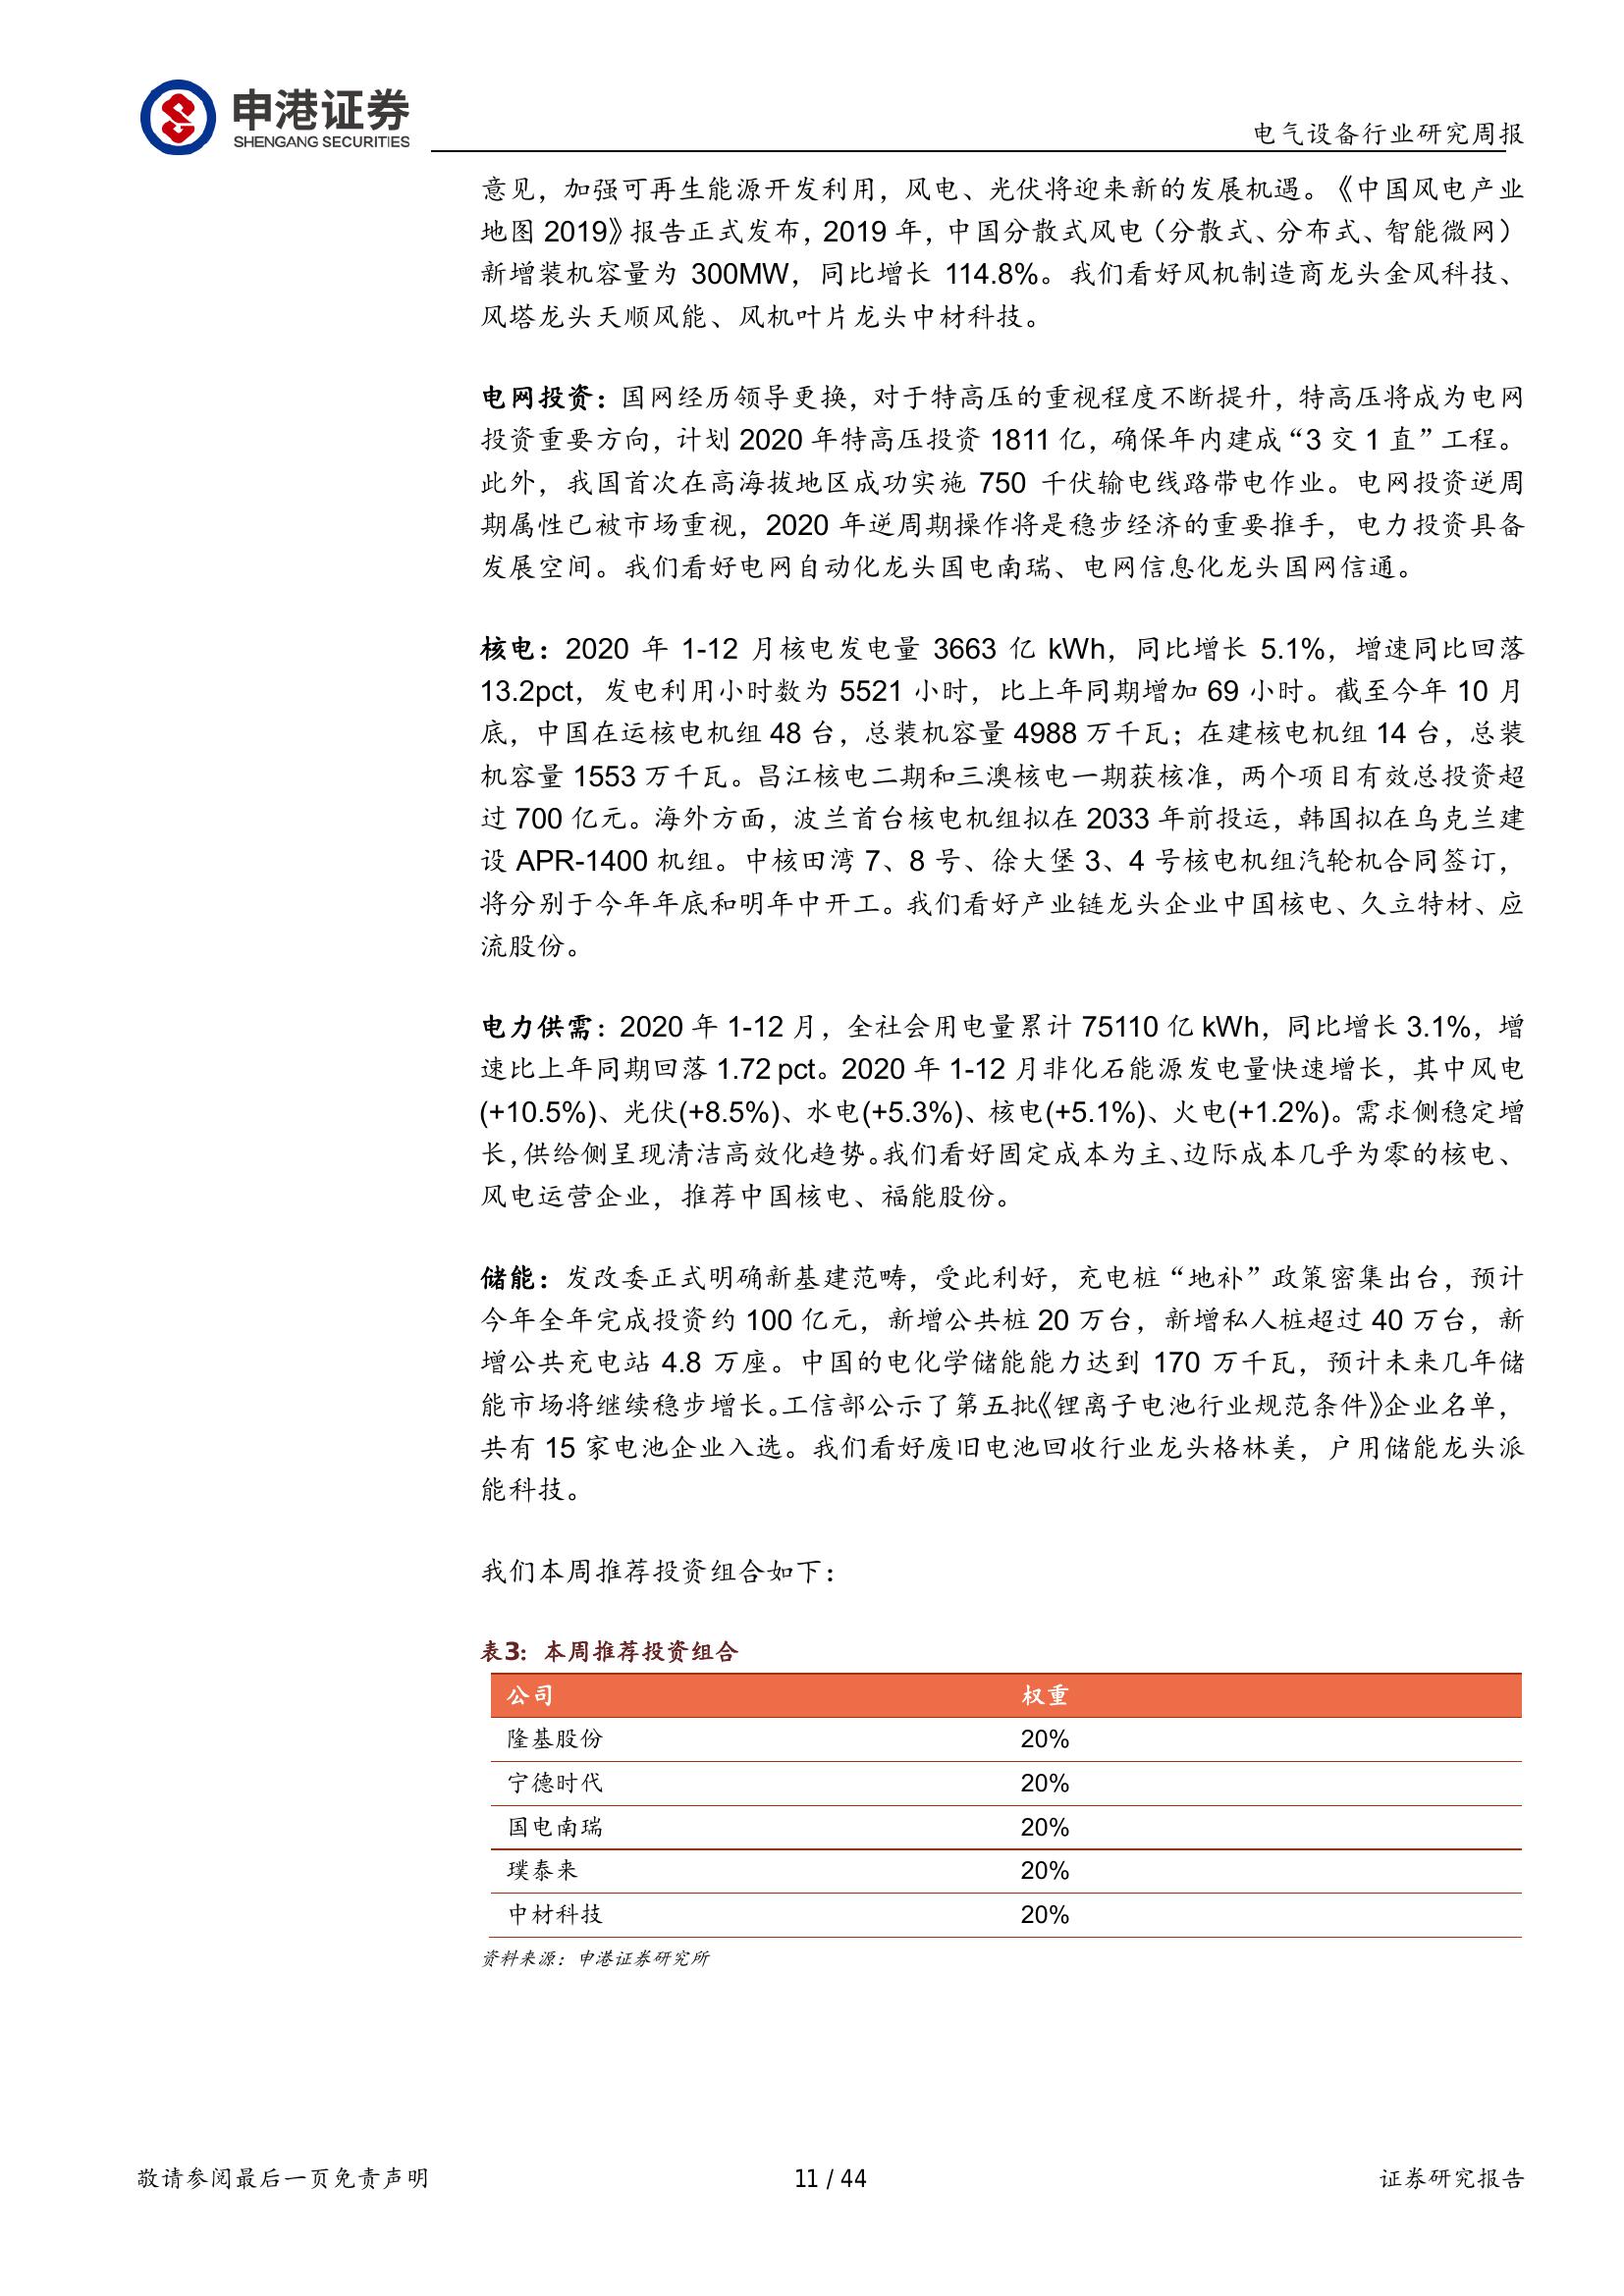 申港证券
SHENGANG SECURITIES
电气设备行业研究周报
意见，加强可再生能源开发利用，风电、光伏将迎来新的发展机遇。《中国风电产业
地图 2019》报告正式发布，2019 年，中国分散式风电（分散式、分布式、智能微网）
新增装机容量为 300MW，同比增长 114.8%。我们看好风机制造商龙头金风科技、
风塔龙头天顺风能、风机叶片龙头中材科技。
电网投资：国网经历领导更换，对于特高压的重视程度不断提升，特高压将成为电网
投资重要方向，计划 2020 年特高压投资 1811 亿，确保年内建成“3 交 1 直”工程。
此外，我国首次在高海拔地区成功实施 750 千伏输电线路带电作业。电网投资逆周
期属性已被市场重视，2020 年逆周期操作将是稳步经济的重要推手，电力投资具备
发展空间。我们看好电网自动化龙头国电南瑞、电网信息化龙头国网信通。
核电：2020 年 1-12 月核电发电量 3663 亿 kWh，同比增长 5.1%，增速同比回落
13.2pct，发电利用小时数为 5521 小时，比上年同期增加 69 小时。截至今年 10 月
底，中国在运核电机组 48 台，总装机容量 4988 万千瓦；在建核电机组 14 台，总装
机容量 1553 万千瓦。昌江核电二期和三澳核电一期获核准，两个项目有效总投资超
过 700 亿元。海外方面，波兰首台核电机组拟在 2033 年前投运，韩国拟在乌克兰建
设 APR-1400 机组。中核田湾 7、8 号、徐大堡 3、4 号核电机组汽轮机合同签订，
将分别于今年年底和明年中开工。我们看好产业链龙头企业中国核电、久立特材、应
流股份。
电力供需：2020 年 1-12 月，全社会用电量累计 75110 亿 kWh，同比增长 3.1%，增
速比上年同期回落 1.72 pct。2020 年 1-12 月非化石能源发电量快速增长，其中风电
(+10.5%)、光伏(+8.5%)、水电(+5.3%)、核电(+5.1%)、火电(+1.2%)。需求侧稳定增
长，供给侧呈现清洁高效化趋势。我们看好固定成本为主、边际成本几乎为零的核电、
风电运营企业，推荐中国核电、福能股份。
储能：发改委正式明确新基建范畴，受此利好，充电桩“地补”政策密集出台，预计
今年全年完成投资约 100 亿元，新增公共桩 20 万台，新增私人桩超过 40 万台，新
增公共充电站 4.8 万座。中国的电化学储能能力达到 170 万千瓦，预计未来几年储
能市场将继续稳步增长。工信部公示了第五批《锂离子电池行业规范条件》企业名单，
共有 15 家电池企业入选。我们看好废旧电池回收行业龙头格林美，户用储能龙头派
能科技。
我们本周推荐投资组合如下：
表3：本周推荐投资组合
公司 权重
隆基股份 20%
宁德时代 20%
国电南瑞 20%
璞泰来 20%
中材科技 20%
资料来源：申港证券研究所
敬请参阅最后一页免责声明 11 / 44 证券研究报告